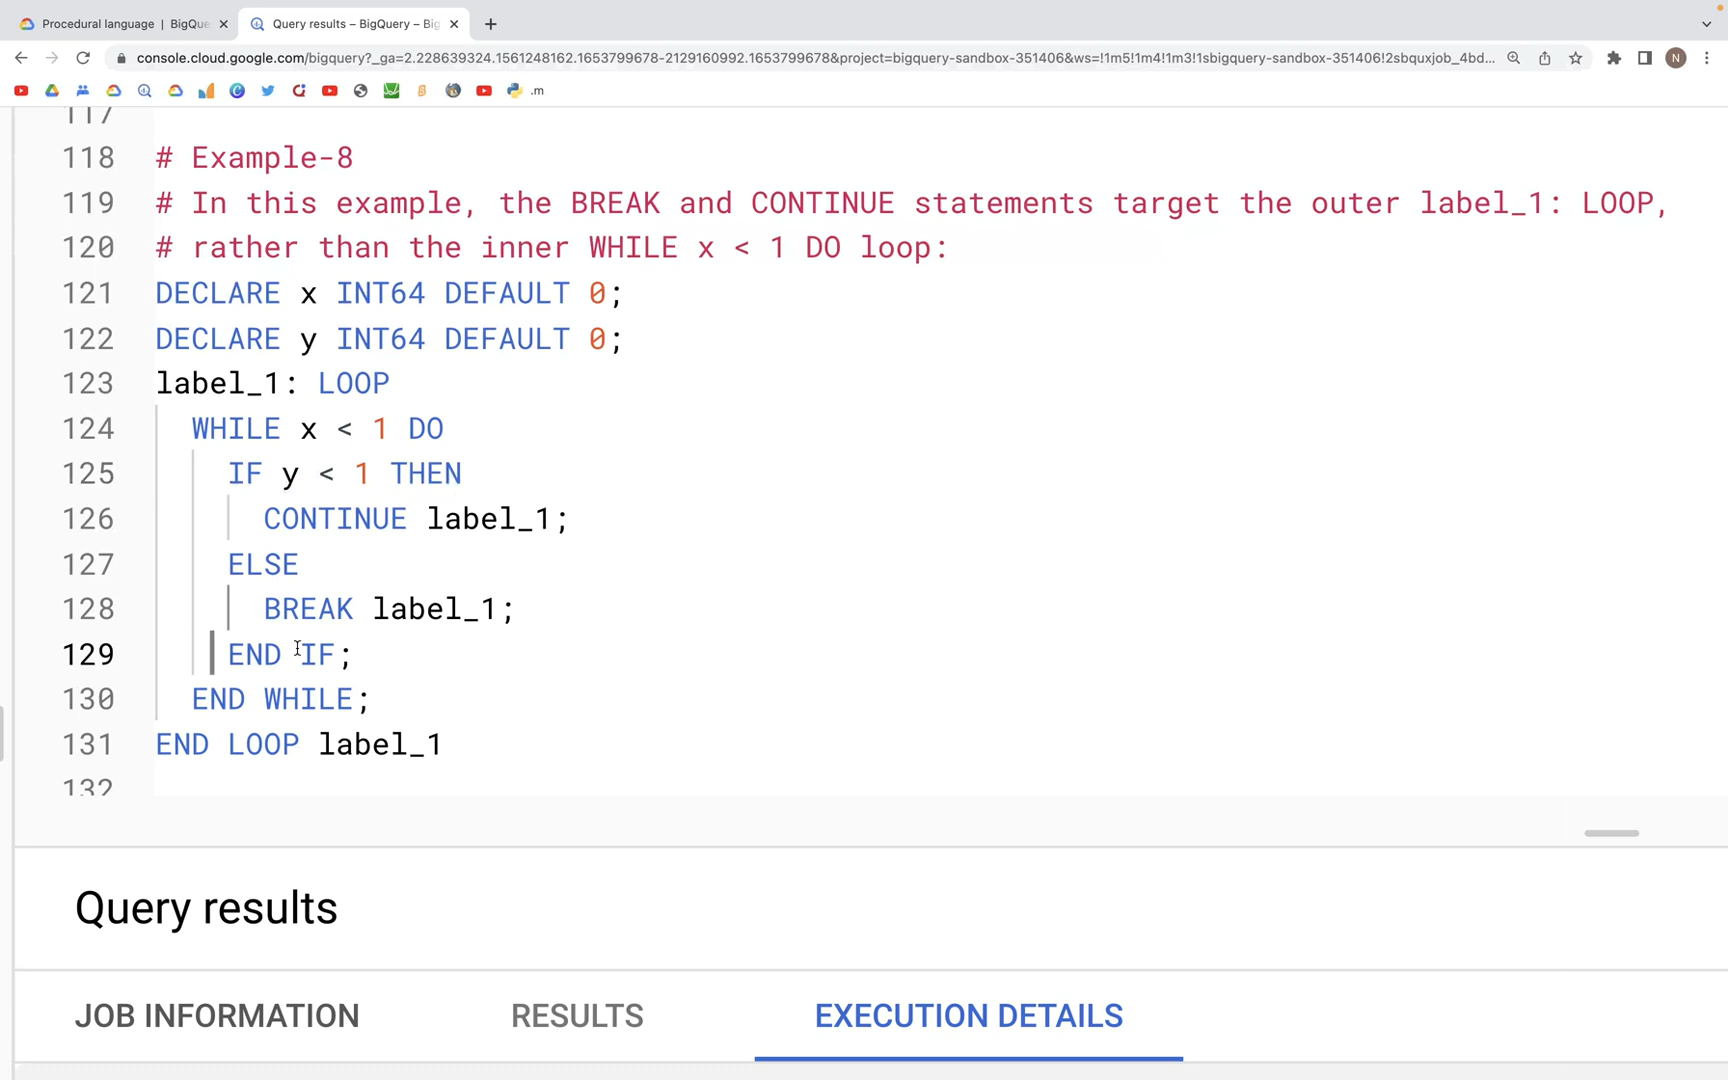 Procedural language | BigQue
Query results – BigQuery – Big
console.cloud.google.com/bigquery?_ga=2.228639324.1561248162.1653799678-2129160992.1653799678&project=bigquery-sandbox-351406&ws=!1m5!1m4!1m3!1sbigquery-sandbox-351406!2sbquxjob_4bd...
N
.m
117
118 # Example-8
119 # In this example, the BREAK and CONTINUE statements target the outer label_1: LOOP,
120 # rather than the inner WHILE x < 1 DO loop:
121 DECLARE x INT64 DEFAULT 0;
122 DECLARE y INT64 DEFAULT 0;
123 label_1: LOOP
124 WHILE x < 1 DO
125 IF y < 1 THEN
126 CONTINUE label_1;
127 ELSE
128 BREAK label_1;
129 END IF;
130 END WHILE;
131 END LOOP label_1
132
Query results
JOB INFORMATION RESULTS EXECUTION DETAILS